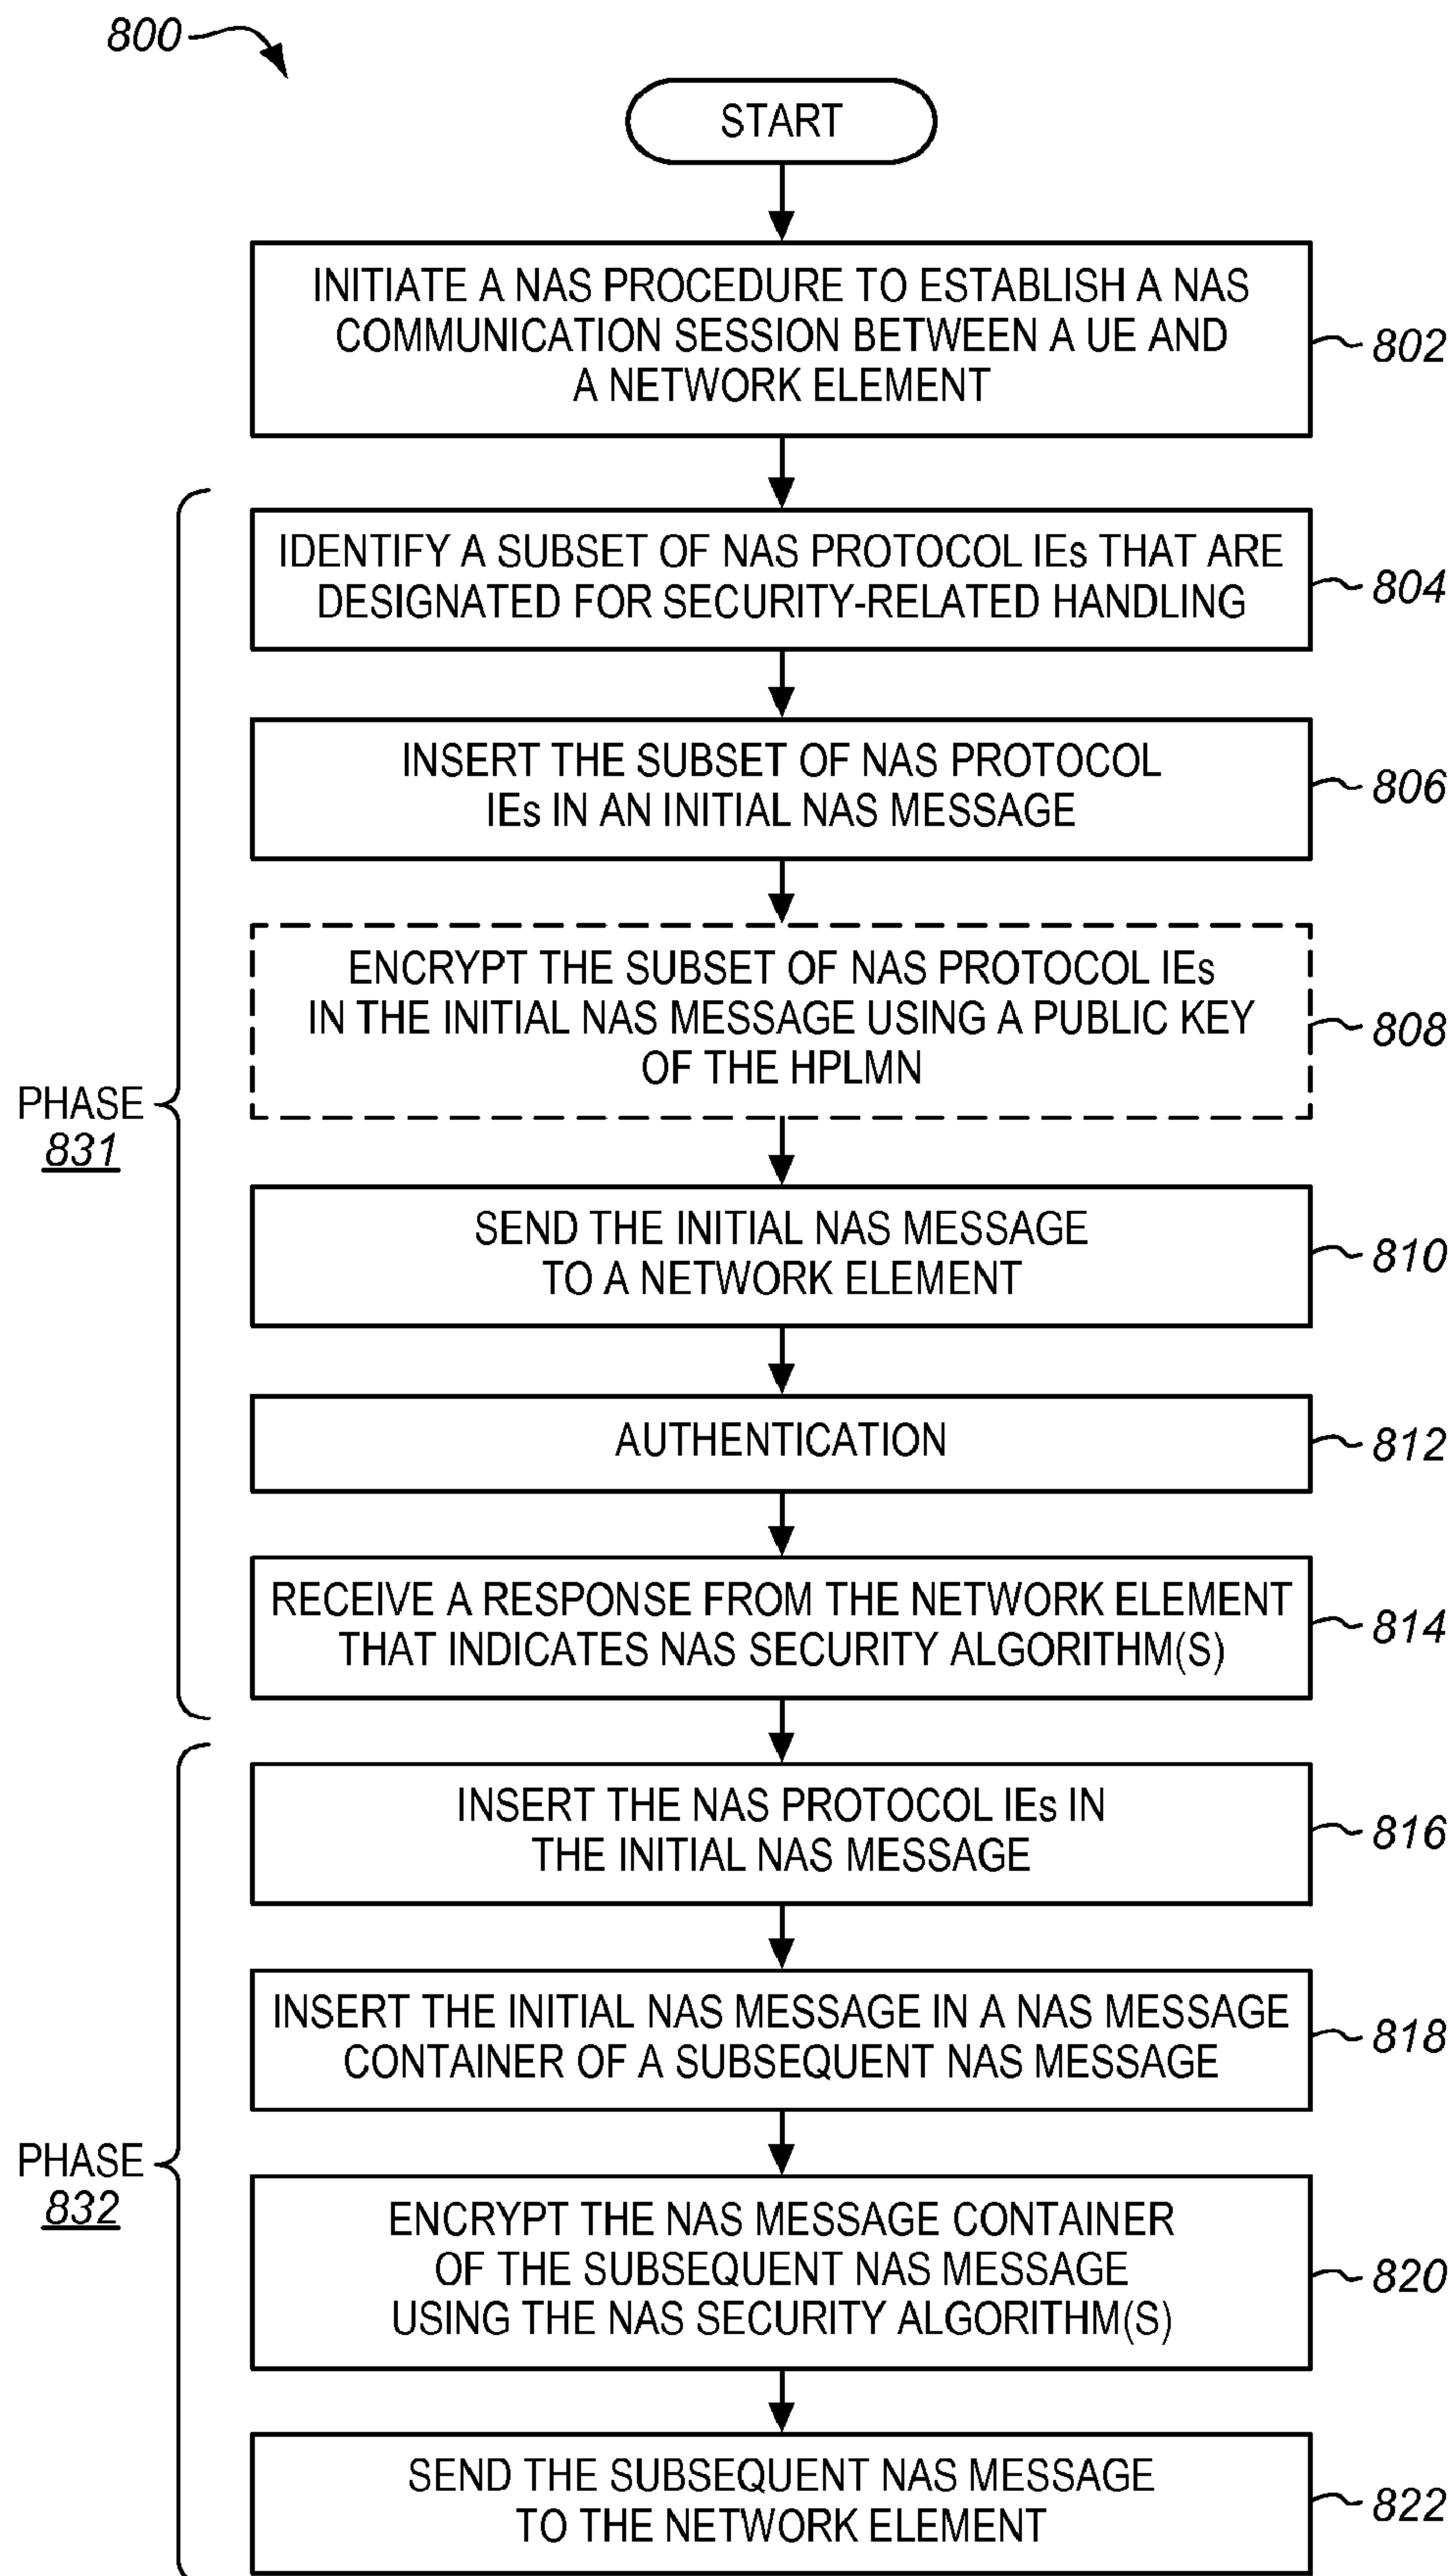 800
START
INITIATE A NAS PROCEDURE TO ESTABLISH A NAS
COMMUNICATION SESSION BETWEEN A UE AND
A NETWORK ELEMENT
802
IDENTIFY A SUBSET OF NAS PROTOCOL IEs THAT ARE
DESIGNATED FOR SECURITY-RELATED HANDLING
804
INSERT THE SUBSET OF NAS PROTOCOL
IEs IN AN INITIAL NAS MESSAGE
806
ENCRYPT THE SUBSET OF NAS PROTOCOL IEs
IN THE INITIAL NAS MESSAGE USING A PUBLIC KEY
OF THE HPLMN
808
PHASE
831
SEND THE INITIAL NAS MESSAGE
TO A NETWORK ELEMENT
810
AUTHENTICATION
812
RECEIVE A RESPONSE FROM THE NETWORK ELEMENT
THAT INDICATES NAS SECURITY ALGORITHM(S)
814
INSERT THE NAS PROTOCOL IEs IN
THE INITIAL NAS MESSAGE
816
INSERT THE INITIAL NAS MESSAGE IN A NAS MESSAGE
CONTAINER OF A SUBSEQUENT NAS MESSAGE
818
PHASE
832
ENCRYPT THE NAS MESSAGE CONTAINER
OF THE SUBSEQUENT NAS MESSAGE
USING THE NAS SECURITY ALGORITHM(S)
820
SEND THE SUBSEQUENT NAS MESSAGE
TO THE NETWORK ELEMENT
822